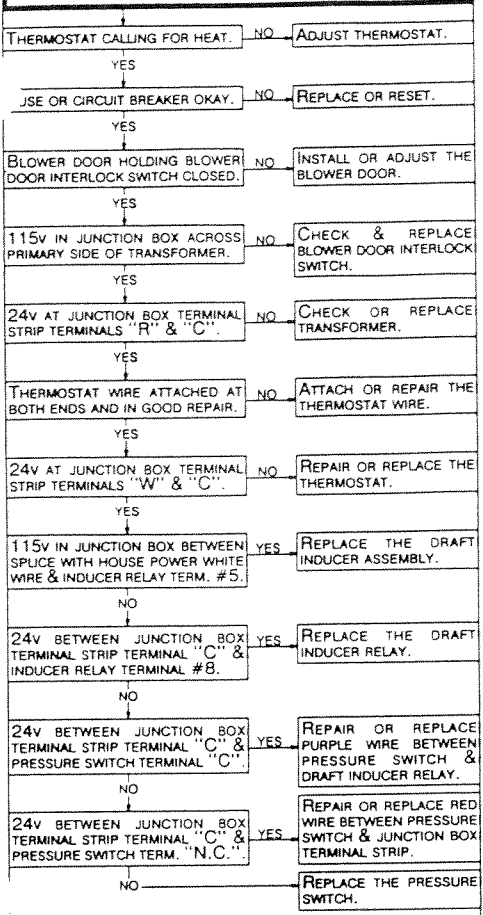 THERMOSTAT CALLING FOR HEAT.
NO
ADJUST THERMOSTAT.
YES
USE OR CIRCUIT BREAKER OKAY.
NO
REPLACE OR RESET.
YES
BLOWER DOOR HOLDING BLOWER
DOOR INTERLOCK SWITCH CLOSED.
NO
INSTALL OR ADJUST THE
BLOWER DOOR.
YES
115V IN JUNCTION BOX ACROSS
PRIMARY SIDE OF TRANSFORMER.
NO
CHECK & REPLACE
BLOWER DOOR INTERLOCK
SWITCH.
YES
24V AT JUNCTION BOX TERMINAL
STRIP TERMINALS "R" & "C".
NO
CHECK OR REPLACE
TRANSFORMER.
YES
THERMOSTAT WIRE ATTACHED AT
BOTH ENDS AND IN GOOD REPAIR.
NO
ATTACH OR REPAIR THE
THERMOSTAT WIRE.
YES
24V AT JUNCTION BOX TERMINAL
STRIP TERMINALS "W" & "C".
NO
REPAIR OR REPLACE THE
THERMOSTAT.
YES
115V IN JUNCTION BOX BETWEEN
SPLICE WITH HOUSE POWER WHITE
WIRE & INDUCER RELAY TERM. #5.
YES
REPLACE THE DRAFT
INDUCER ASSEMBLY.
NO
24V BETWEEN JUNCTION BOX
TERMINAL STRIP TERMINAL "C" &
INDUCER RELAY TERMINAL #8.
YES
REPLACE THE DRAFT
INDUCER RELAY.
NO
24V BETWEEN JUNCTION BOX
TERMINAL STRIP TERMINAL "C" &
PRESSURE SWITCH TERMINAL "C".
YES
REPAIR OR REPLACE
PURPLE WIRE BETWEEN
PRESSURE SWITCH &
DRAFT INDUCER RELAY.
NO
24V BETWEEN JUNCTION BOX
TERMINAL STRIP TERMINAL "C" &
PRESSURE SWITCH TERM. "N.C.".
YES
REPAIR OR REPLACE RED
WIRE BETWEEN PRESSURE
SWITCH & JUNCTION BOX
TERMINAL STRIP.
NO
REPLACE THE PRESSURE
SWITCH.